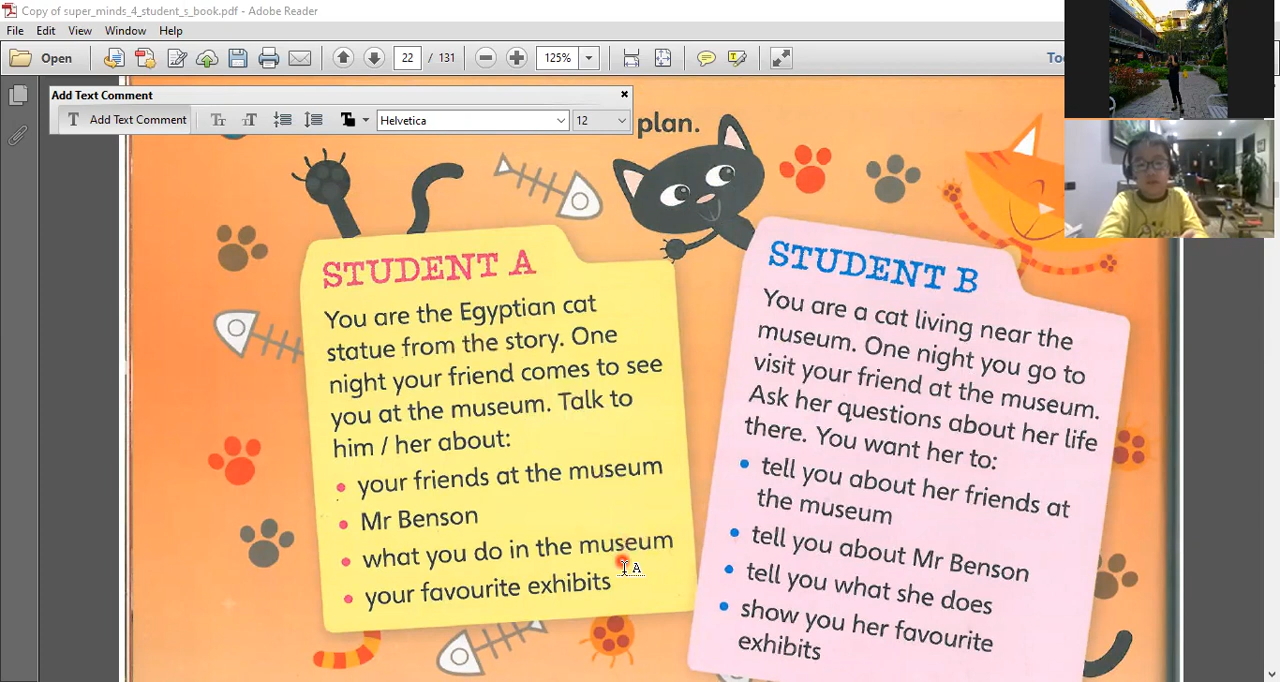 Copy of super_minds_4_student_s_book.pdf - Adobe Reader
File Edit View Window Help
Open
22 / 131
125%
Add Text Comment
T Add Text Comment
Helvetica
12
plan.
STUDENT A
You are the Egyptian cat
statue from the story. One
night your friend comes to see
you at the museum. Talk to
him / her about:
• your friends at the museum
• Mr Benson
• what you do in the museum
• your favourite exhibits
STUDENT B
You are a cat living near the
museum. One night you go to
visit your friend at the museum.
Ask her questions about her life
there. You want her to:
• tell you about her friends at
the museum
• tell you about Mr Benson
• tell you what she does
• show you her favourite
exhibits